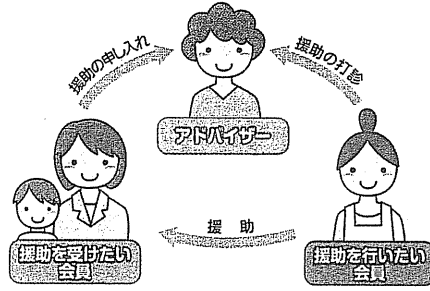 援助の申し入れ
援助の打診
アドバイザー
援助
援助を受けたい
会員
援助を行いたい
会員